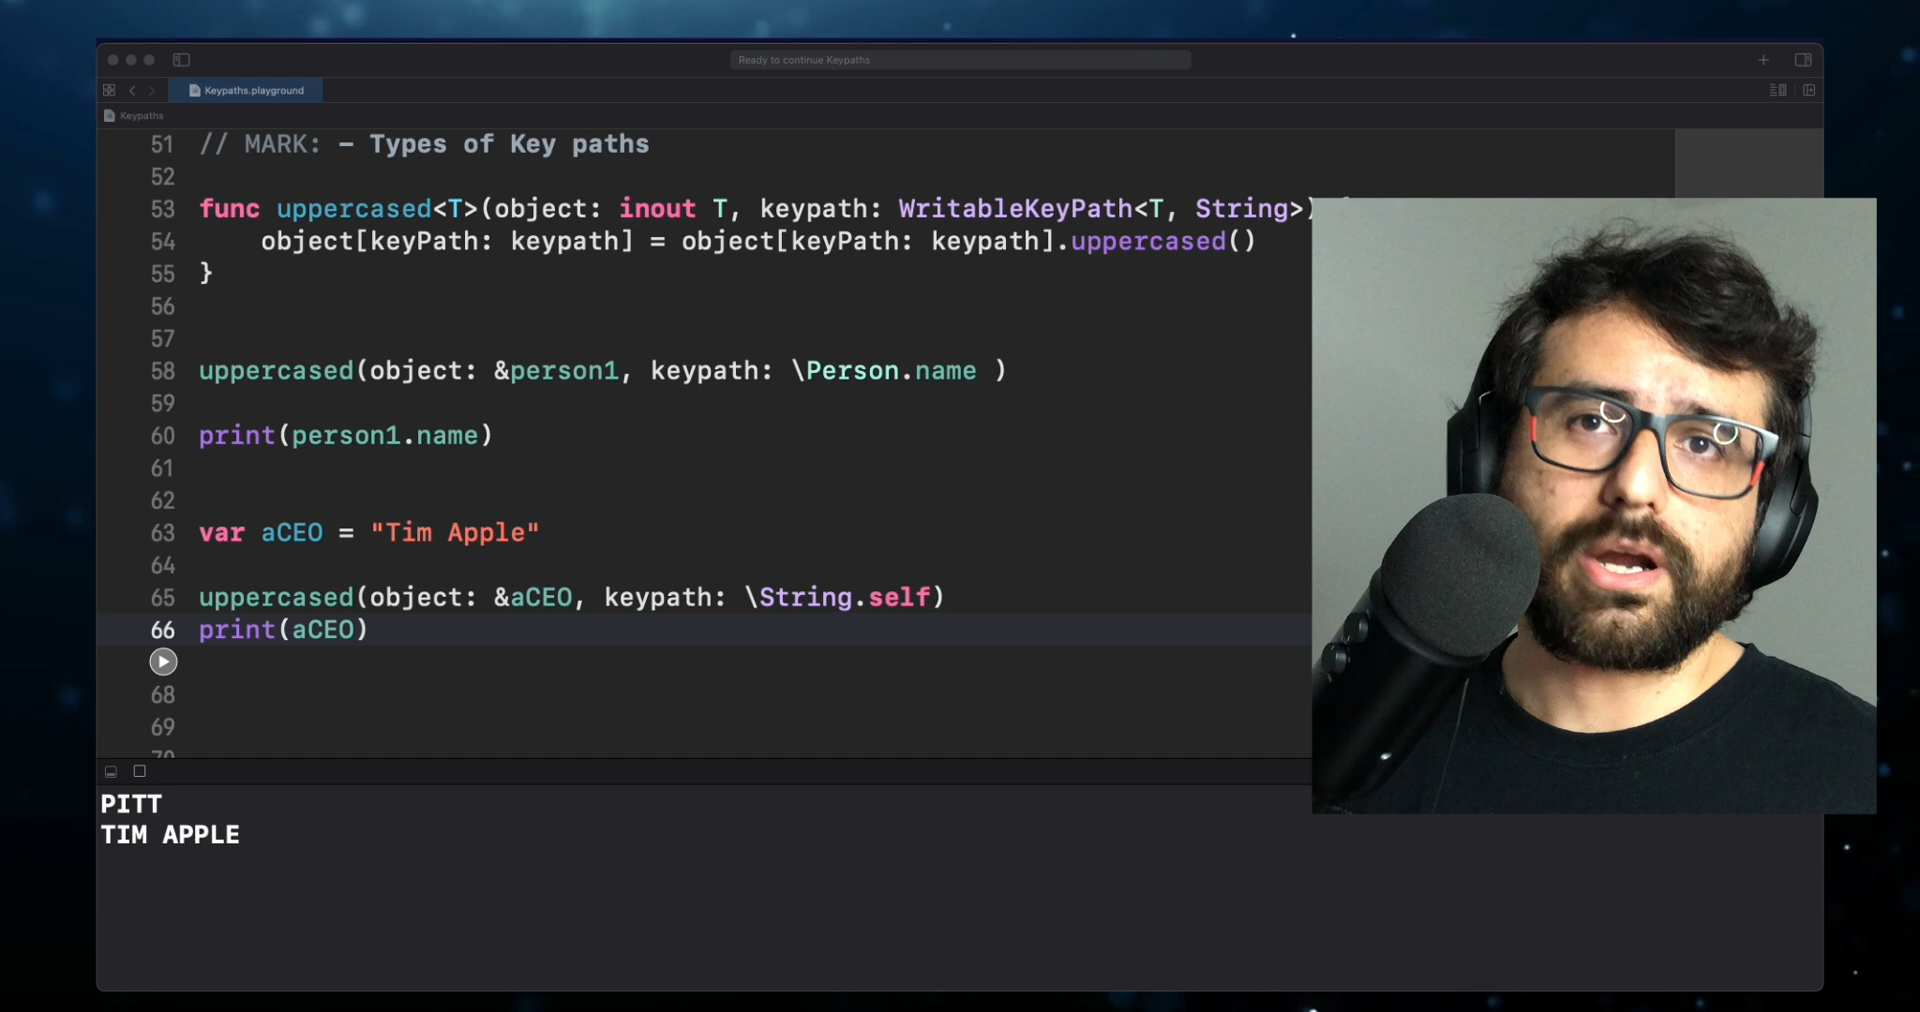 Ready to continue Keypaths
Keypaths.playground
Keypaths
51 // MARK: – Types of Key paths
52
53 func uppercased<T>(object: inout T, keypath: WritableKeyPath<T, String>)
54 object[keyPath: keypath] = object[keyPath: keypath].uppercased()
55 }
56
57
58 uppercased(object: &person1, keypath: \Person.name )
59
60 print(person1.name)
61
62
63 var aCEO = "Tim Apple"
64
65 uppercased(object: &aCEO, keypath: \String.self)
66 print(aCEO)
68
69
PITT
TIM APPLE